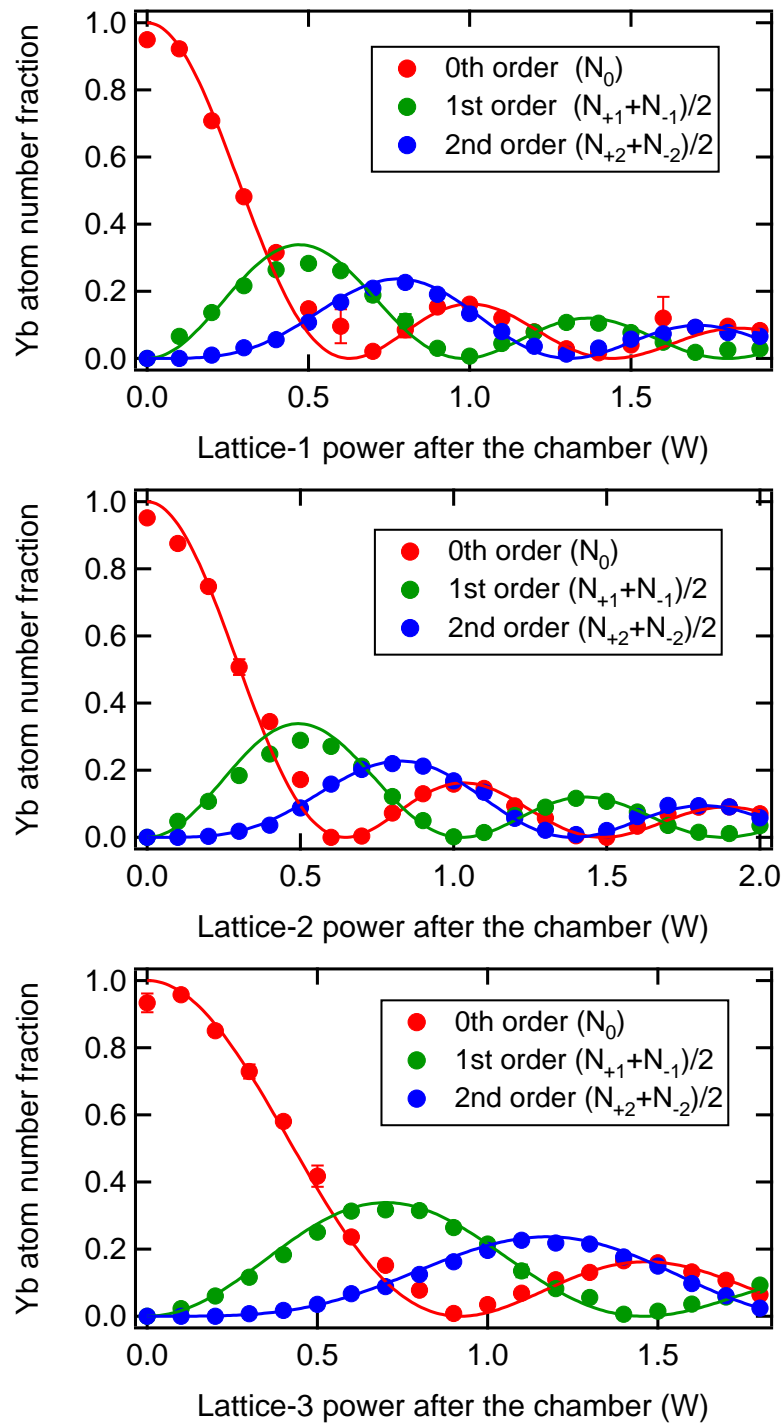 Yb atom number fraction
1.0
0.8
0.6
0.4
0.2
0.0
0th order (N0)
1st order (N+1+N-1)/2
2nd order (N+2+N-2)/2
0.0 0.5 1.0 1.5
Lattice-1 power after the chamber (W)
Yb atom number fraction
1.0
0.8
0.6
0.4
0.2
0.0
0th order (N0)
1st order (N+1+N-1)/2
2nd order (N+2+N-2)/2
0.0 0.5 1.0 1.5 2.0
Lattice-2 power after the chamber (W)
Yb atom number fraction
1.0
0.8
0.6
0.4
0.2
0.0
0th order (N0)
1st order (N+1+N-1)/2
2nd order (N+2+N-2)/2
0.0 0.5 1.0 1.5
Lattice-3 power after the chamber (W)